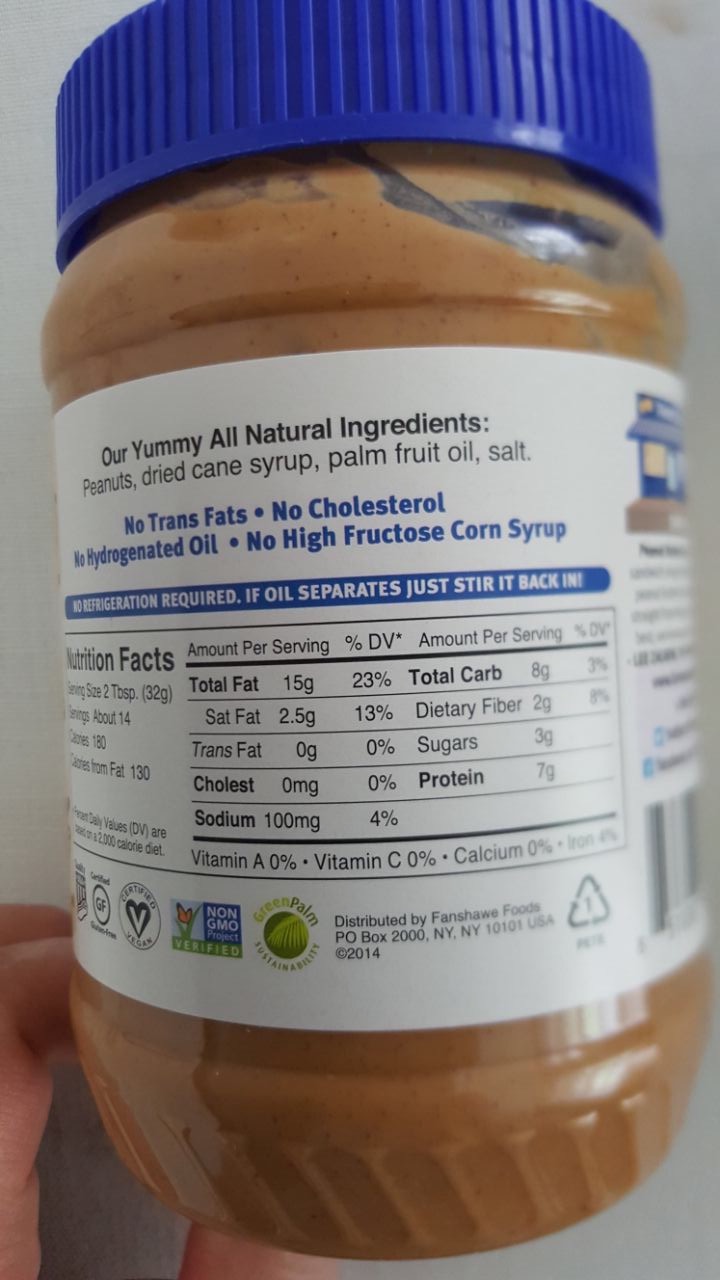 Our Yummy All Natural Ingredients:
Peanuts, dried cane syrup, palm fruit oil, salt.
No Trans Fats • No Cholesterol
No Hydrogenated Oil • No High Fructose Corn Syrup
NO REFRIGERATION REQUIRED. IF OIL SEPARATES JUST STIR IT BACK IN!
Nutrition Facts
Serving Size 2 Tbsp. (32g)
Servings About 14
Calories 180
Calories from Fat 130
*Percent Daily Values (DV) are
based on a 2,000 calorie diet.
Amount Per Serving % DV* Amount Per Serving % DV*
Total Fat 15g 23% Total Carb 8g 3%
Sat Fat 2.5g 13% Dietary Fiber 2g 8%
Trans Fat 0g 0% Sugars 3g
Cholest 0mg 0% Protein 7g
Sodium 100mg 4%
Vitamin A 0% • Vitamin C 0% • Calcium 0% • Iron 4%
Certified
GF
Gluten-Free
CERTIFIED
V
VEGAN
NON
GMO
Project
VERIFIED
GreenPalm
SUSTAINABILITY
Distributed by Fanshawe Foods
PO Box 2000, NY, NY 10101 USA
©2014
1
PETE